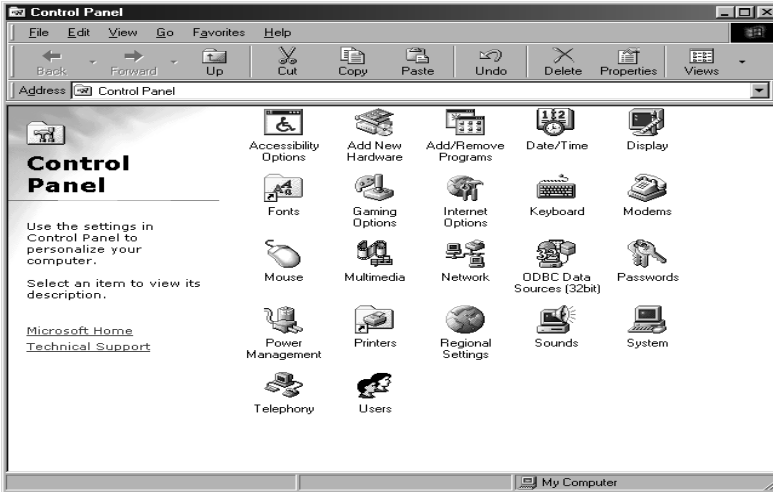 Control Panel
File Edit View Go Favorites Help
Back Forward Up Cut Copy Paste Undo Delete Properties Views
Address Control Panel
Control
Panel
Use the settings in
Control Panel to
personalize your
computer.
Select an item to view its
description.
Microsoft Home
Technical Support
Accessibility
Options
Add New
Hardware
Add/Remove
Programs
Date/Time
Display
Fonts
Gaming
Options
Internet
Options
Keyboard
Modems
Mouse
Multimedia
Network
ODBC Data
Sources (32bit)
Passwords
Power
Management
Printers
Regional
Settings
Sounds
System
Telephony
Users
My Computer